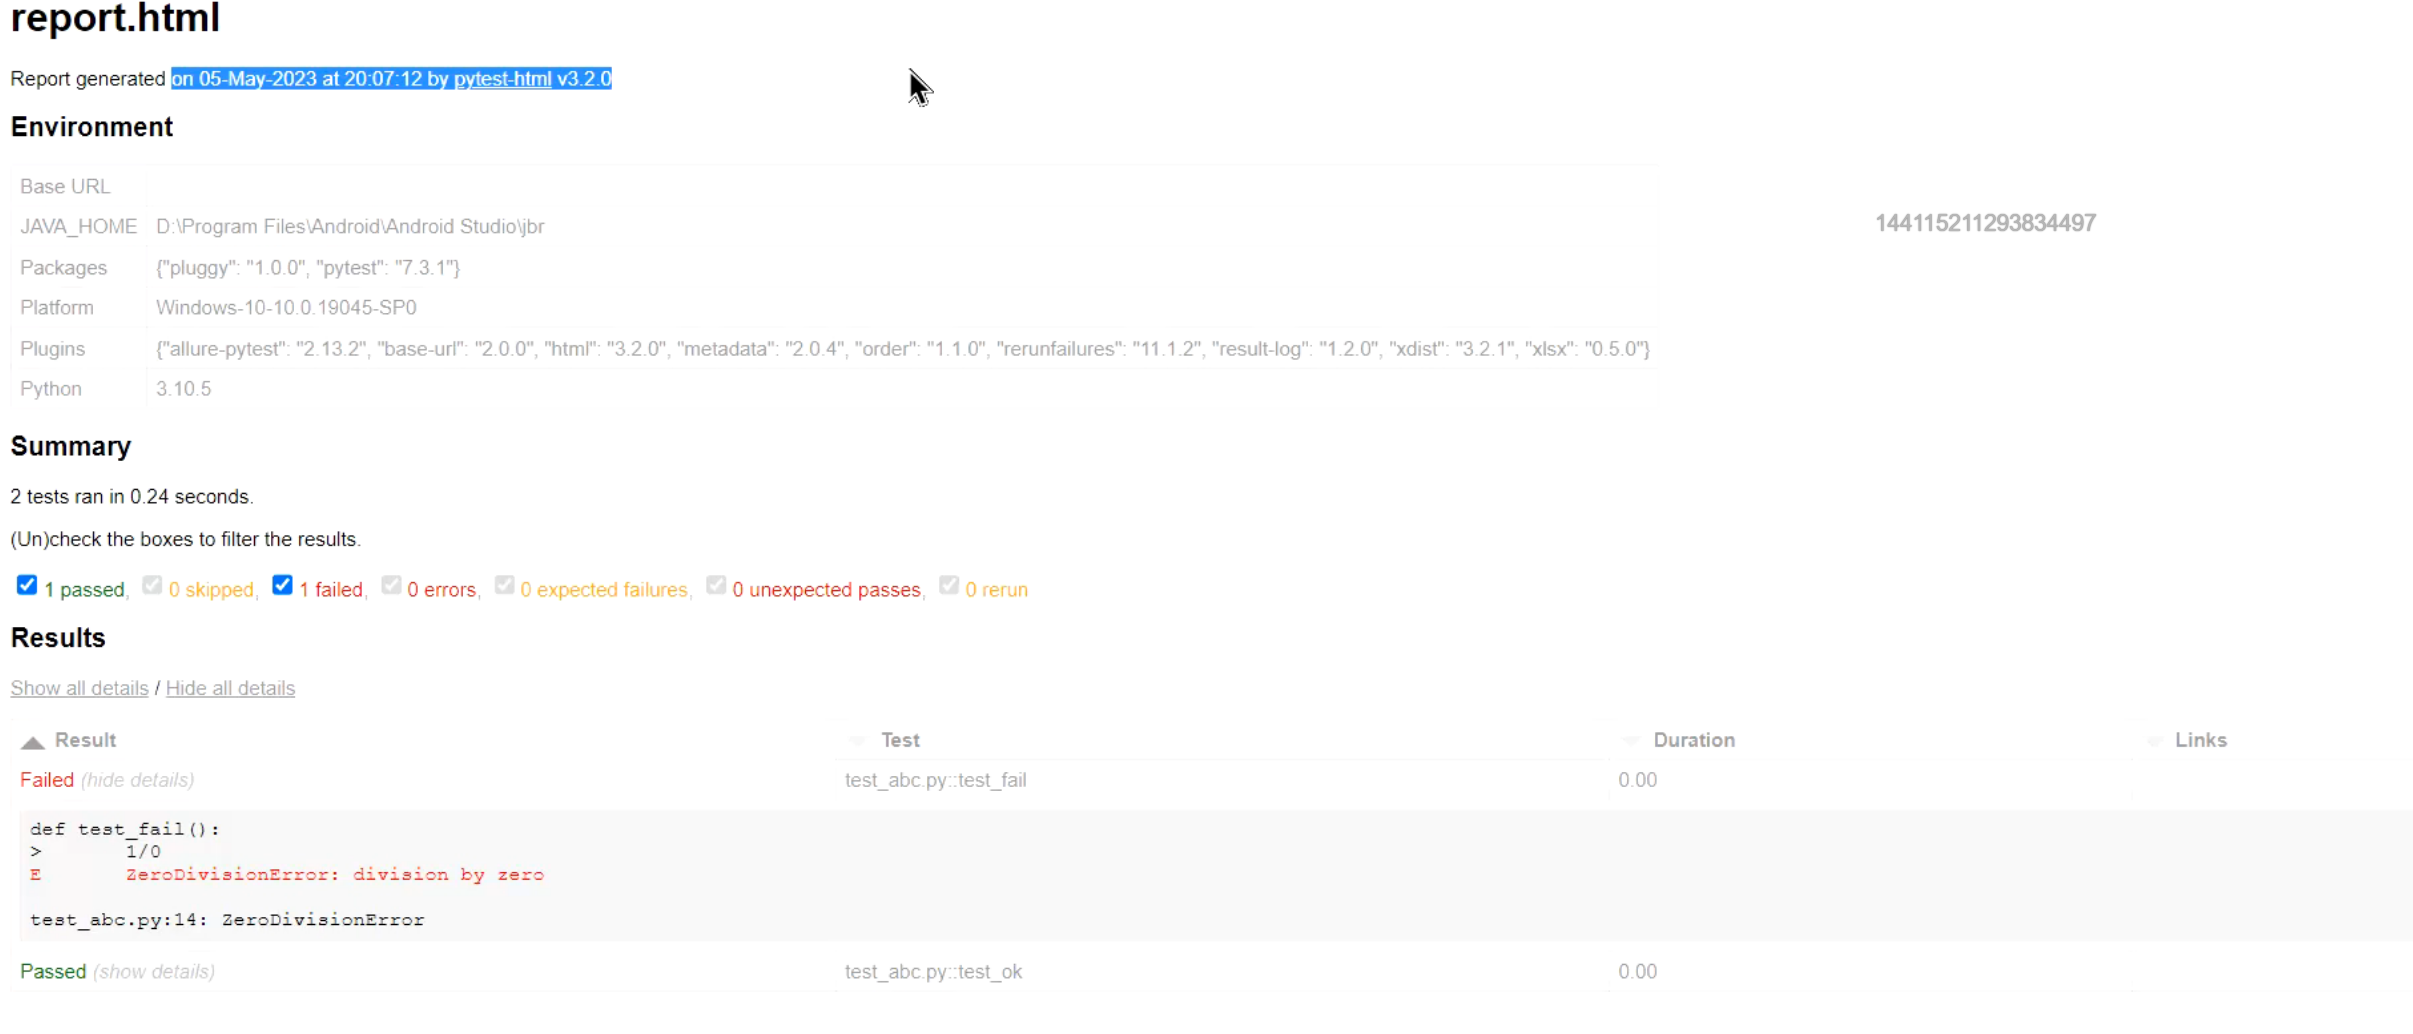 report.html
Report generated on 05-May-2023 at 20:07:12 by pytest-html v3.2.0
Environment
Base URL
JAVA_HOME D:\Program Files\Android\Android Studio\jbr
144115211293834497
Packages {"pluggy": "1.0.0", "pytest": "7.3.1"}
Platform Windows-10-10.0.19045-SP0
Plugins {"allure-pytest": "2.13.2", "base-url": "2.0.0", "html": "3.2.0", "metadata": "2.0.4", "order": "1.1.0", "rerunfailures": "11.1.2", "result-log": "1.2.0", "xdist": "3.2.1", "xlsx": "0.5.0"}
Python 3.10.5
Summary
2 tests ran in 0.24 seconds.
(Un)check the boxes to filter the results.
1 passed, 0 skipped, 1 failed, 0 errors, 0 expected failures, 0 unexpected passes, 0 rerun
Results
Show all details / Hide all details
Result Test Duration Links
Failed (hide details) test_abc.py::test_fail 0.00
def test_fail():
> 1/0
E ZeroDivisionError: division by zero
test_abc.py:14: ZeroDivisionError
Passed (show details) test_abc.py::test_ok 0.00